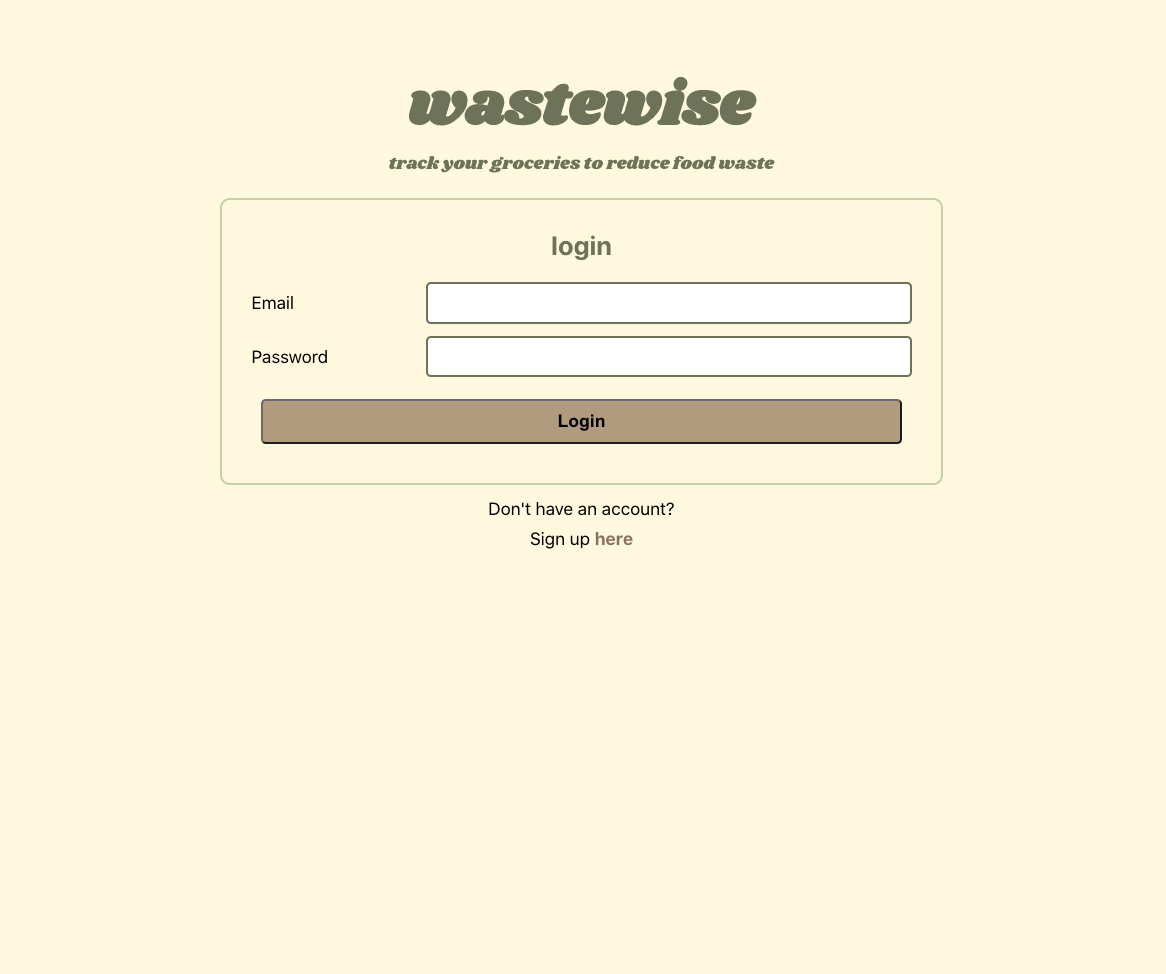 wastewise
track your groceries to reduce food waste
login
Email
Password
Login
Don't have an account?
Sign up here